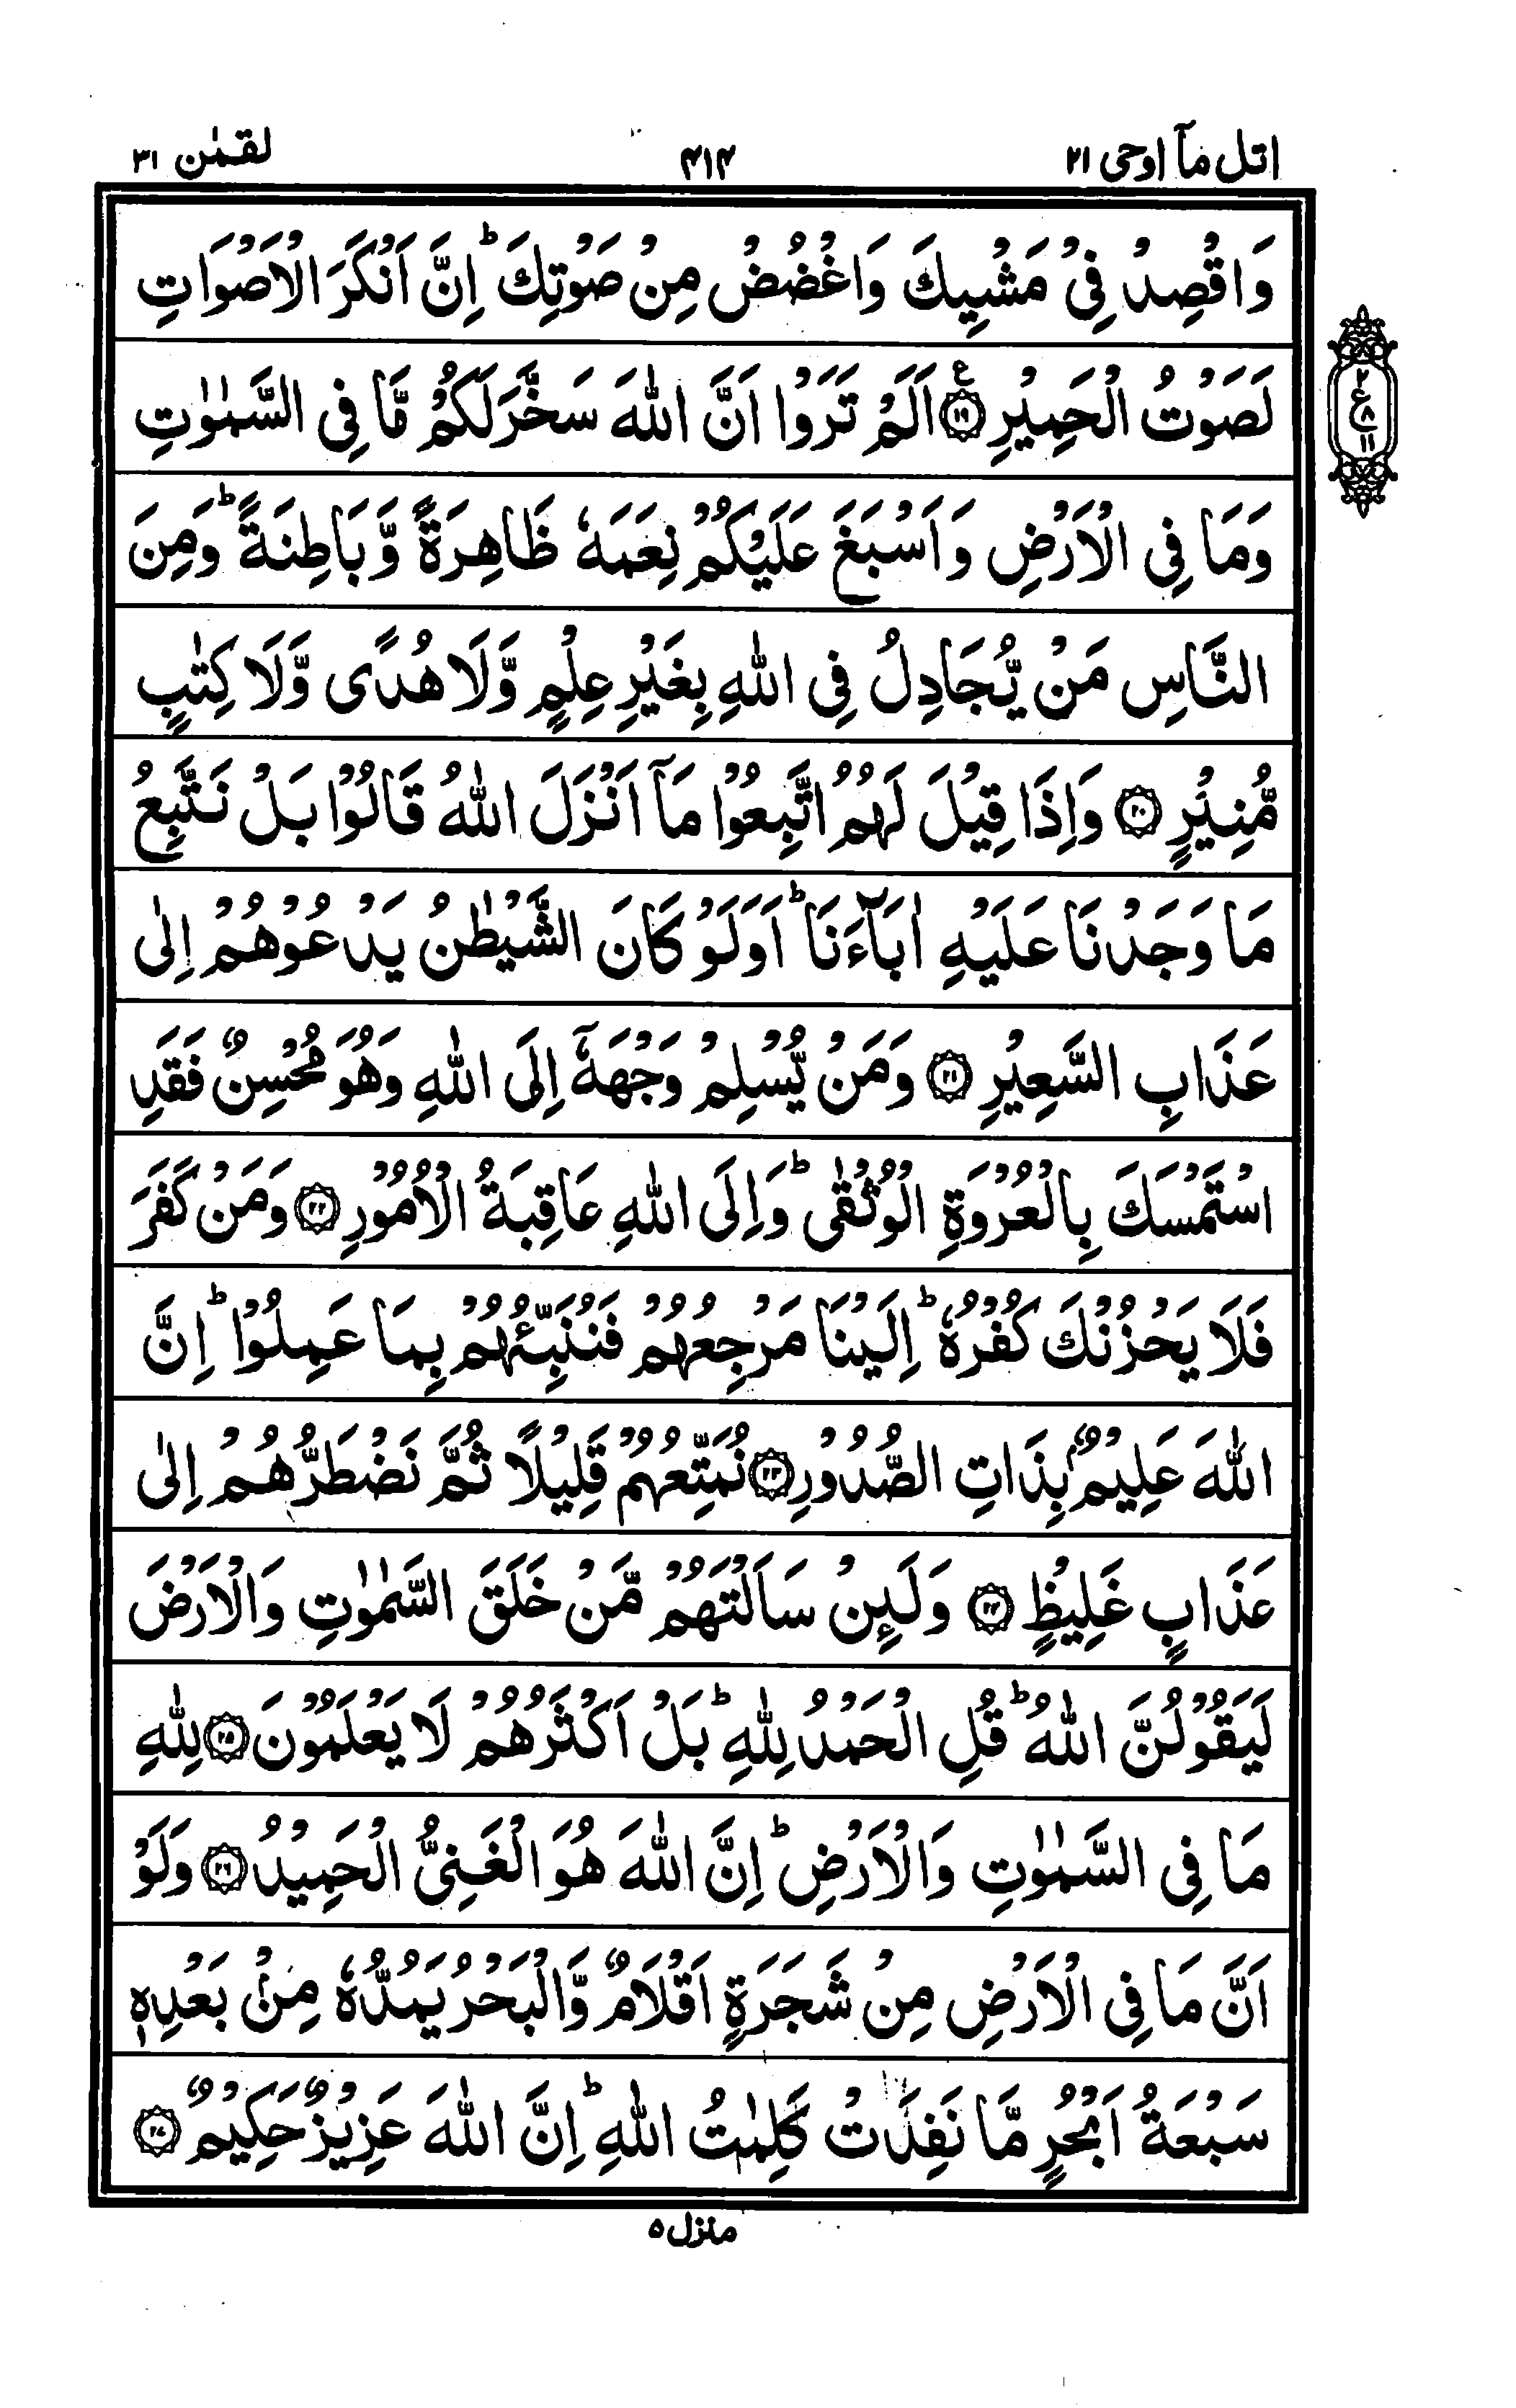 اتل مآ اوحی ۲۱
۴۱۴
لقمٰن ۳۱
وَاقْصِدْ فِیْ مَشْیِكَ وَاغْضُضْ مِنْ صَوْتِكَ ؕ اِنَّ اَنْكَرَ الْاَصْوَاتِ
لَصَوْتُ الْحَمِیْرِ ﴿۱۹﴾ ع اَلَمْ تَرَوْا اَنَّ اللّٰهَ سَخَّرَ لَكُمْ مَّا فِی السَّمٰوٰتِ
۲
ع ۸
۱۱
وَمَا فِی الْاَرْضِ وَاَسْبَغَ عَلَیْكُمْ نِعَمَهٗ ظَاهِرَةً وَّبَاطِنَةً ؕ وَمِنَ
النَّاسِ مَنْ یُّجَادِلُ فِی اللّٰهِ بِغَیْرِ عِلْمٍ وَّلَا هُدًی وَّلَا كِتٰبٍ
مُّنِیْرٍ ﴿۲۰﴾ وَاِذَا قِیْلَ لَهُمُ اتَّبِعُوْا مَاۤ اَنْزَلَ اللّٰهُ قَالُوْا بَلْ نَتَّبِعُ
مَا وَجَدْنَا عَلَیْهِ اٰبَآءَنَا ؕ اَوَلَوْ كَانَ الشَّیْطٰنُ یَدْعُوْهُمْ اِلٰی
عَذَابِ السَّعِیْرِ ﴿۲۱﴾ وَمَنْ یُّسْلِمْ وَجْهَهٗۤ اِلَی اللّٰهِ وَهُوَ مُحْسِنٌ فَقَدِ
اسْتَمْسَكَ بِالْعُرْوَةِ الْوُثْقٰی ؕ وَاِلَی اللّٰهِ عَاقِبَةُ الْاُمُوْرِ ﴿۲۲﴾ وَمَنْ كَفَرَ
فَلَا یَحْزُنْكَ كُفْرُهٗ ؕ اِلَیْنَا مَرْجِعُهُمْ فَنُنَبِّئُهُمْ بِمَا عَمِلُوْا ؕ اِنَّ
اللّٰهَ عَلِیْمٌۢ بِذَاتِ الصُّدُوْرِ ﴿۲۳﴾ نُمَتِّعُهُمْ قَلِیْلًا ثُمَّ نَضْطَرُّهُمْ اِلٰی
عَذَابٍ غَلِیْظٍ ﴿۲۴﴾ وَلَىِٕنْ سَاَلْتَهُمْ مَّنْ خَلَقَ السَّمٰوٰتِ وَالْاَرْضَ
لَیَقُوْلُنَّ اللّٰهُ ؕ قُلِ الْحَمْدُ لِلّٰهِ ؕ بَلْ اَكْثَرُهُمْ لَا یَعْلَمُوْنَ ﴿۲۵﴾ لِلّٰهِ
مَا فِی السَّمٰوٰتِ وَالْاَرْضِ ؕ اِنَّ اللّٰهَ هُوَ الْغَنِیُّ الْحَمِیْدُ ﴿۲۶﴾ وَلَوْ
اَنَّ مَا فِی الْاَرْضِ مِنْ شَجَرَةٍ اَقْلَامٌ وَّالْبَحْرُ یَمُدُّهٗ مِنْۢ بَعْدِهٖ
سَبْعَةُ اَبْحُرٍ مَّا نَفِدَتْ كَلِمٰتُ اللّٰهِ ؕ اِنَّ اللّٰهَ عَزِیْزٌ حَكِیْمٌ ﴿۲۷﴾
منزل ۵